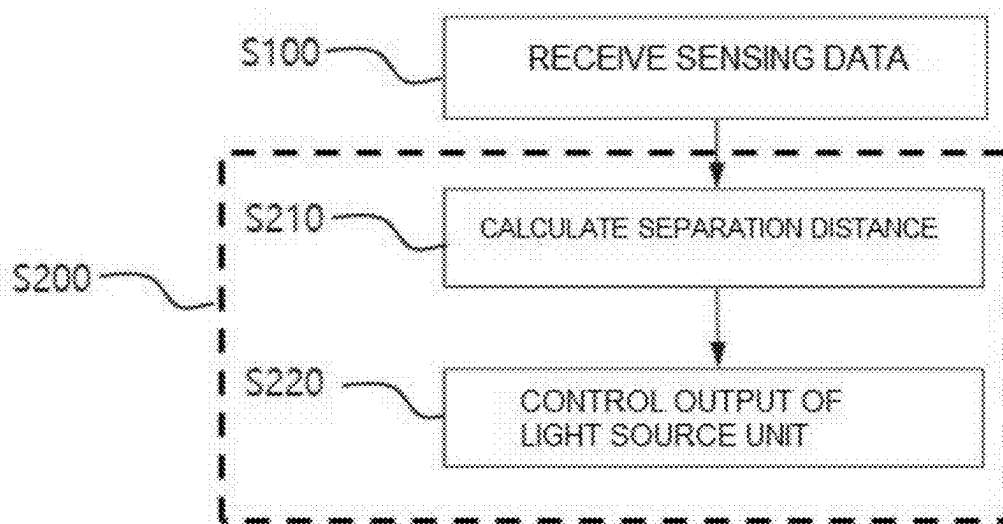 S100
RECEIVE SENSING DATA
S210
CALCULATE SEPARATION DISTANCE
S200
S220
CONTROL OUTPUT OF
LIGHT SOURCE UNIT